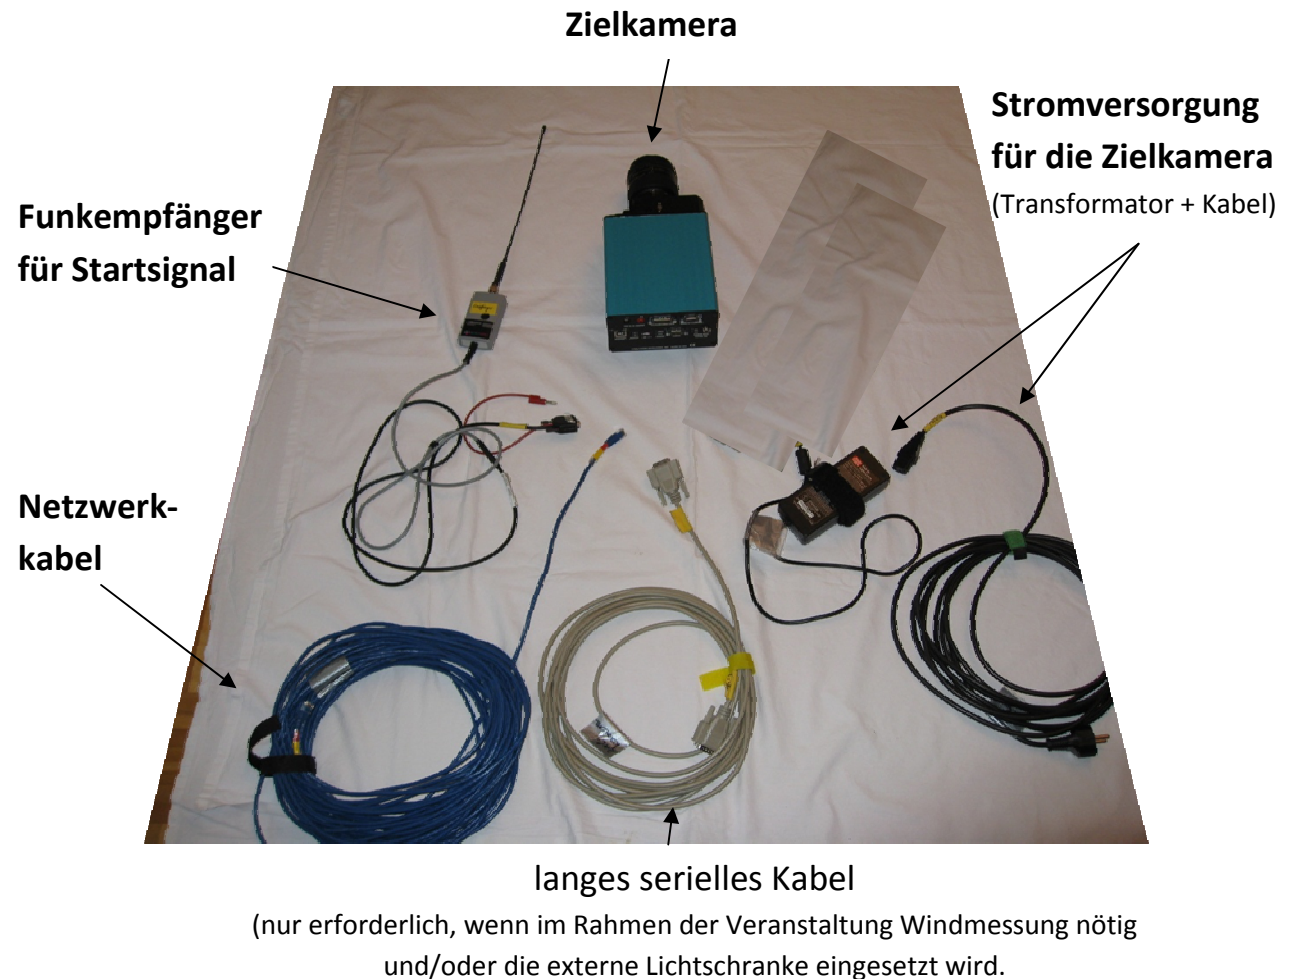 Zielkamera
Stromversorgung
für die Zielkamera
(Transformator + Kabel)
Funkempfänger
für Startsignal
Netzwerk-
kabel
langes serielles Kabel
(nur erforderlich, wenn im Rahmen der Veranstaltung Windmessung nötig
und/oder die externe Lichtschranke eingesetzt wird.